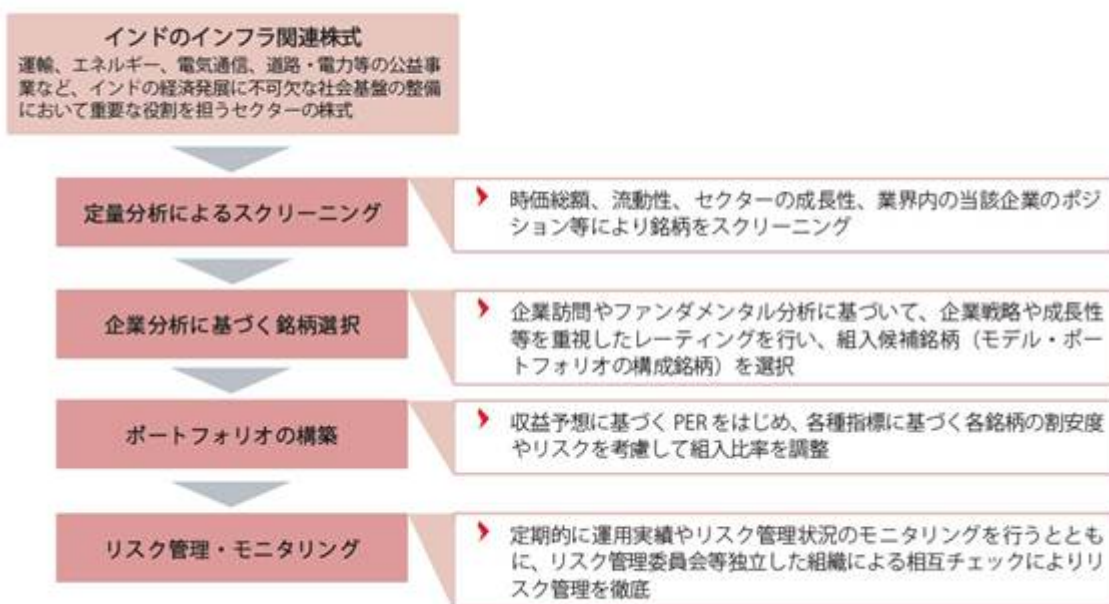 インドのインフラ関連株式
運輸、エネルギー、電気通信、道路・電力等の公益事
業など、インドの経済発展に不可欠な社会基盤の整備
において重要な役割を担うセクターの株式
定量分析によるスクリーニング
時価総額、流動性、セクターの成長性、業界内の当該企業のポジ
ション等により銘柄をスクリーニング
企業分析に基づく銘柄選択
企業訪問やファンダメンタル分析に基づいて、企業戦略や成長性
等を重視したレーティングを行い、組入候補銘柄（モデル・ポー
トフォリオの構成銘柄）を選択
ポートフォリオの構築
収益予想に基づく PER をはじめ、各種指標に基づく各銘柄の割安度
やリスクを考慮して組入比率を調整
リスク管理・モニタリング
定期的に運用実績やリスク管理状況のモニタリングを行うととも
に、リスク管理委員会等独立した組織による相互チェックによりリ
スク管理を徹底